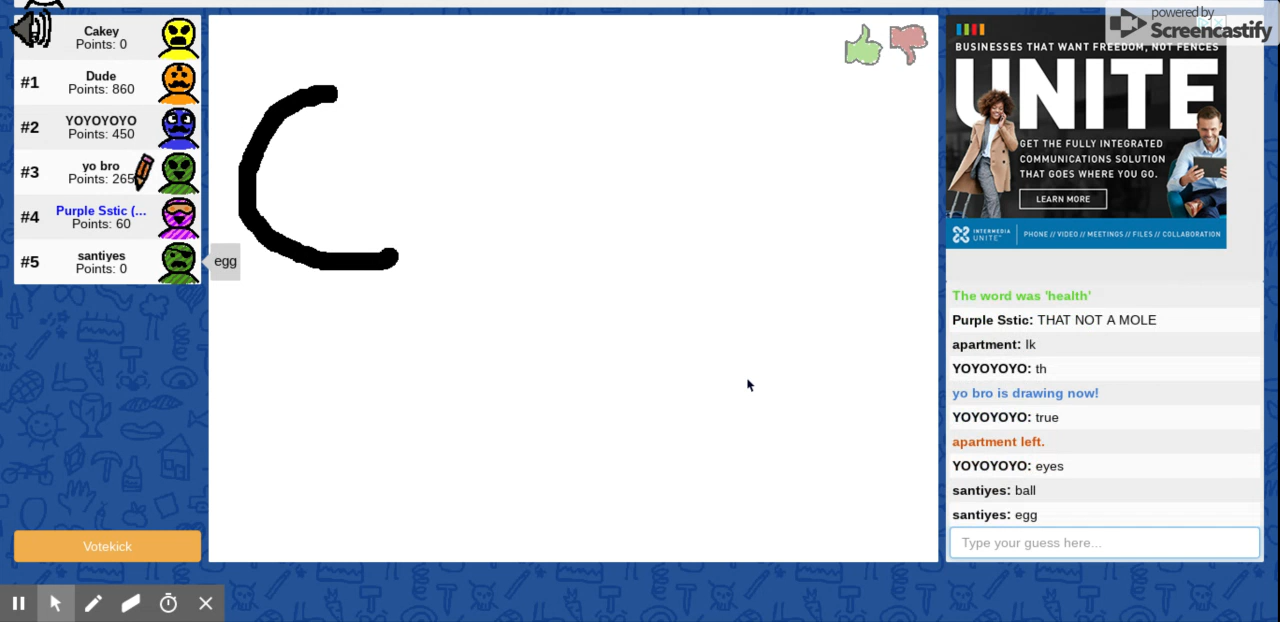 Cakey
Points: 0
#1
Dude
Points: 860
#2
YOYOYOYO
Points: 450
#3
yo bro
Points: 265
#4
Purple Sstic (...
Points: 60
#5
santiyes
Points: 0
egg
Votekick
powered by
Screencastify
BUSINESSES THAT WANT FREEDOM, NOT FENCES
UNITE
GET THE FULLY INTEGRATED
COMMUNICATIONS SOLUTION
THAT GOES WHERE YOU GO.
LEARN MORE
INTERMEDIA
UNITE
PHONE // VIDEO // MEETINGS // FILES // COLLABORATION
The word was 'health'
Purple Sstic: THAT NOT A MOLE
apartment: Ik
YOYOYOYO: th
yo bro is drawing now!
YOYOYOYO: true
apartment left.
YOYOYOYO: eyes
santiyes: ball
santiyes: egg
Type your guess here...